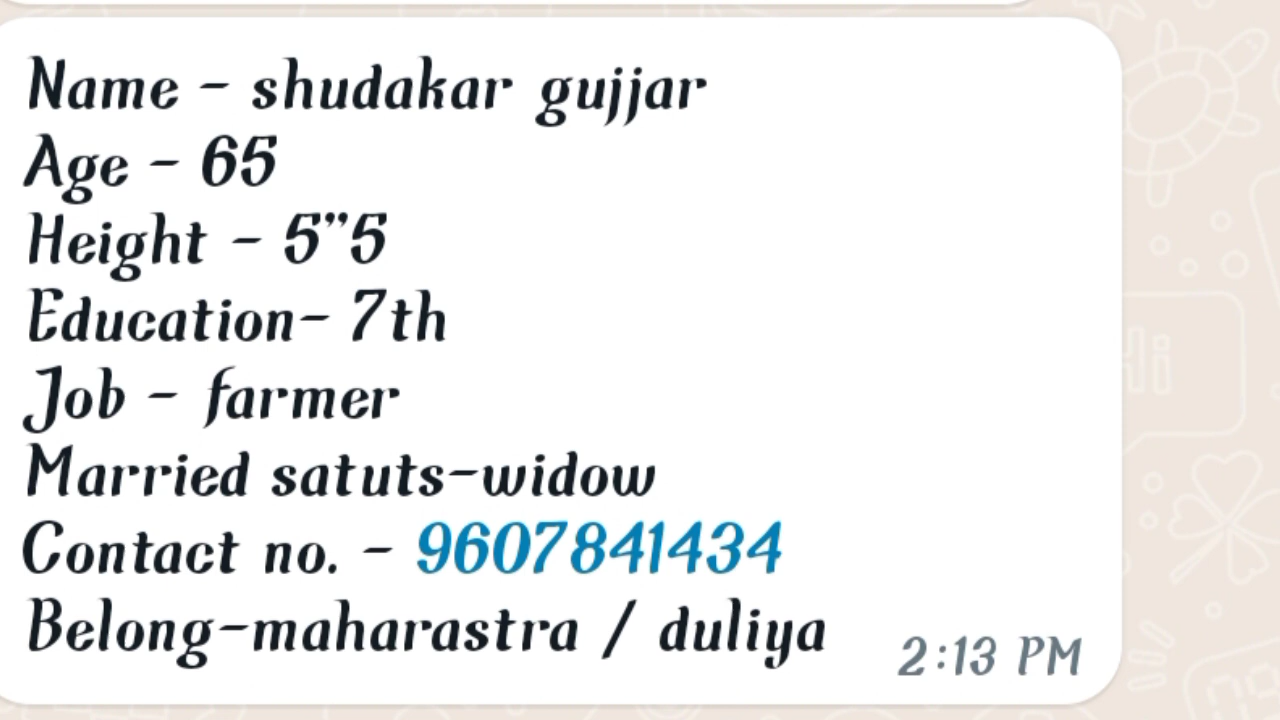 Name - shudakar gujjar
Age - 65
Height - 5”5
Education- 7th
Job - farmer
Married satuts-widow
Contact no. - 9607841434
Belong-maharastra / duliya
2:13 PM